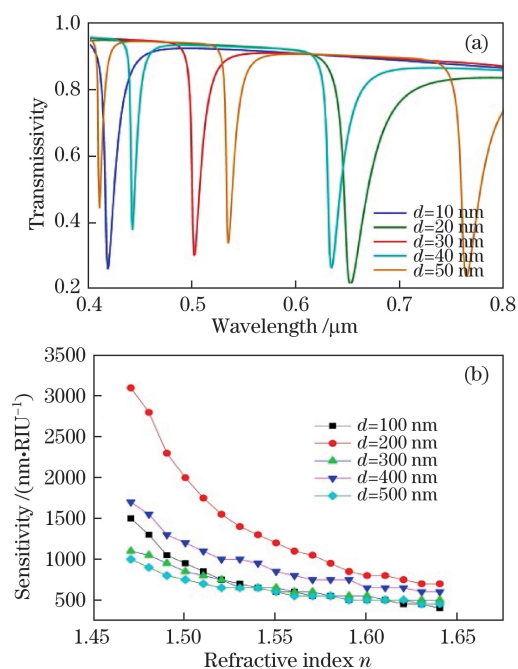 (a)
1.0
0.8
0.6
0.4
0.2
Transmissivity
d=10 nm
d=20 nm
d=30 nm
d=40 nm
d=50 nm
0.4 0.5 0.6 0.7 0.8
Wavelength /μm
(b)
3500
3000
2500
2000
1500
1000
500
Sensitivity /(nm•RIU⁻¹)
d=100 nm
d=200 nm
d=300 nm
d=400 nm
d=500 nm
1.45 1.50 1.55 1.60 1.65
Refractive index n